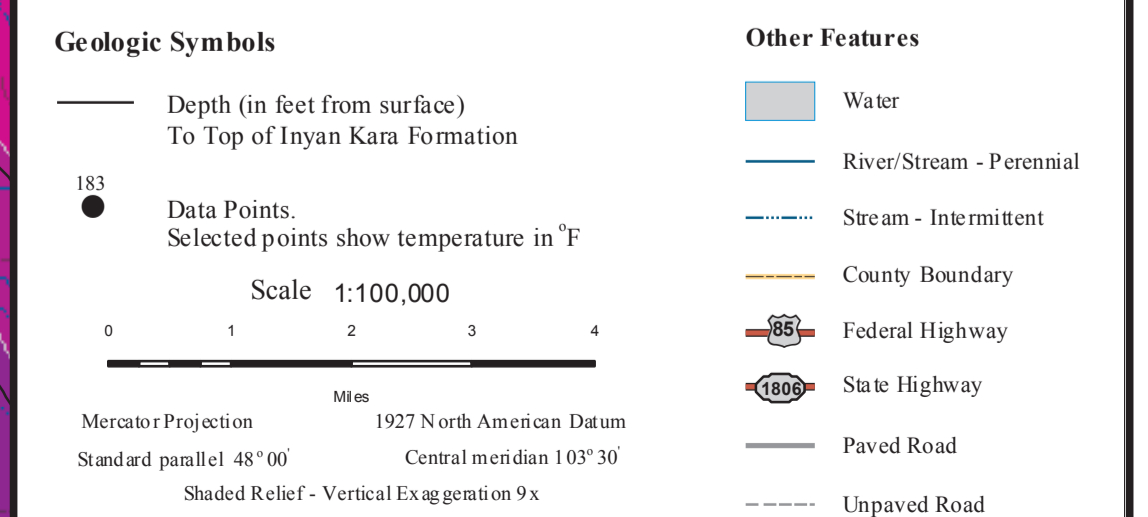 Geologic Symbols
Depth (in feet from surface)
To Top of Inyan Kara Formation
183
Data Points.
Selected points show temperature in °F
Scale 1:100,000
0 1 2 3 4
Miles
Mercator Projection 1927 North American Datum
Standard parallel 48° 00' Central meridian 103° 30'
Shaded Relief - Vertical Exaggeration 9x
Other Features
Water
River/Stream - Perennial
Stream - Intermittent
County Boundary
85 Federal Highway
1806 State Highway
Paved Road
Unpaved Road